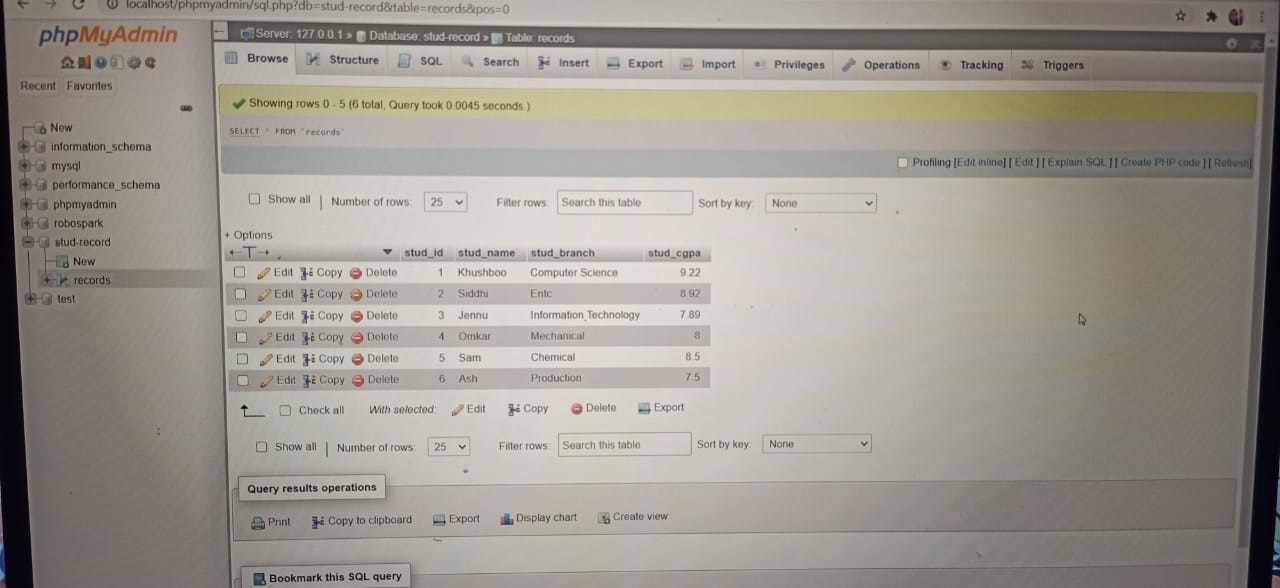 localhost/phpmyadmin/sql.php?db=stud-record&table=records&pos=0
phpMyAdmin
Recent Favorites
New
information_schema
mysql
performance_schema
phpmyadmin
robospark
stud-record
New
records
test
Server: 127.0.0.1 » Database: stud-record » Table: records
Browse Structure SQL Search Insert Export Import Privileges Operations Tracking Triggers
Showing rows 0 - 5 (6 total, Query took 0.0045 seconds.)
SELECT * FROM `records`
Profiling [Edit inline] [ Edit ] [ Explain SQL ] [ Create PHP code ] [ Refresh]
Show all | Number of rows: 25 Filter rows: Search this table Sort by key: None
+ Options
←T→ stud_id stud_name stud_branch stud_cgpa
Edit Copy Delete 1 Khushboo Computer Science 9.22
Edit Copy Delete 2 Siddhi Entc 8.92
Edit Copy Delete 3 Jennu Information Technology 7.89
Edit Copy Delete 4 Omkar Mechanical 8
Edit Copy Delete 5 Sam Chemical 8.5
Edit Copy Delete 6 Ash Production 7.5
Check all With selected: Edit Copy Delete Export
Show all | Number of rows: 25 Filter rows: Search this table Sort by key: None
Query results operations
Print Copy to clipboard Export Display chart Create view
Bookmark this SQL query